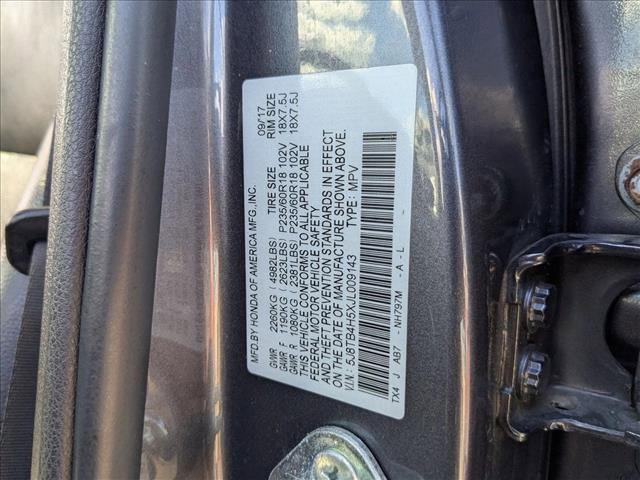 MFD.BY HONDA OF AMERICA MFG.,INC. 09/17
TIRE SIZE RIM SIZE
GVWR 2260KG ( 4982LBS)
GAWR F 1190KG ( 2623LBS) P235/60R18 102V 18X7.5J
GAWR R 1080KG ( 2381LBS) P235/60R18 102V 18X7.5J
THIS VEHICLE CONFORMS TO ALL APPLICABLE
FEDERAL MOTOR VEHICLE SAFETY
AND THEFT PREVENTION STANDARDS IN EFFECT
ON THE DATE OF MANUFACTURE SHOWN ABOVE.
V.I.N.: 5J8TB4H5XJL009143 TYPE: MPV
TX4 J AB7 - NH797M - A - L